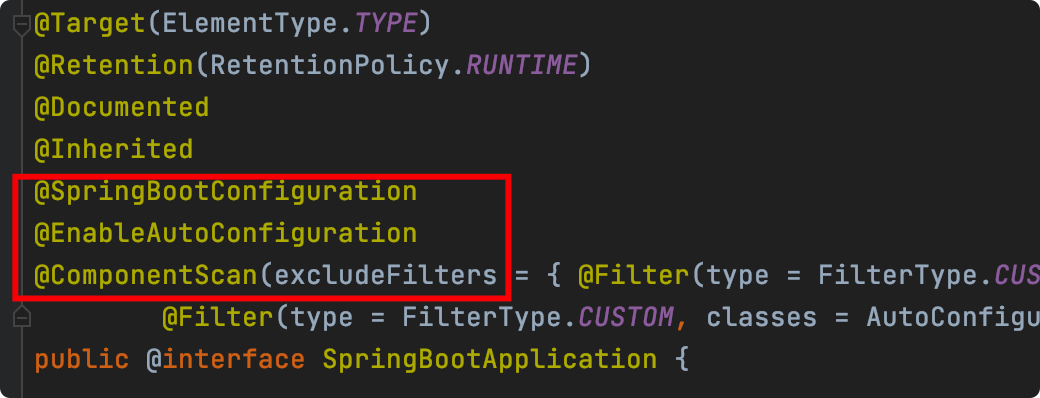 @Target(ElementType.TYPE)
@Retention(RetentionPolicy.RUNTIME)
@Documented
@Inherited
@SpringBootConfiguration
@EnableAutoConfiguration
@ComponentScan(excludeFilters = { @Filter(type = FilterType.CUS
@Filter(type = FilterType.CUSTOM, classes = AutoConfigu
public @interface SpringBootApplication {